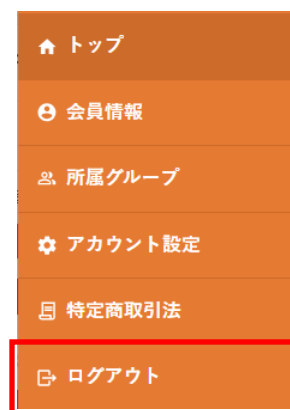 トップ
会員情報
所属グループ
アカウント設定
特定商取引法
ログアウト